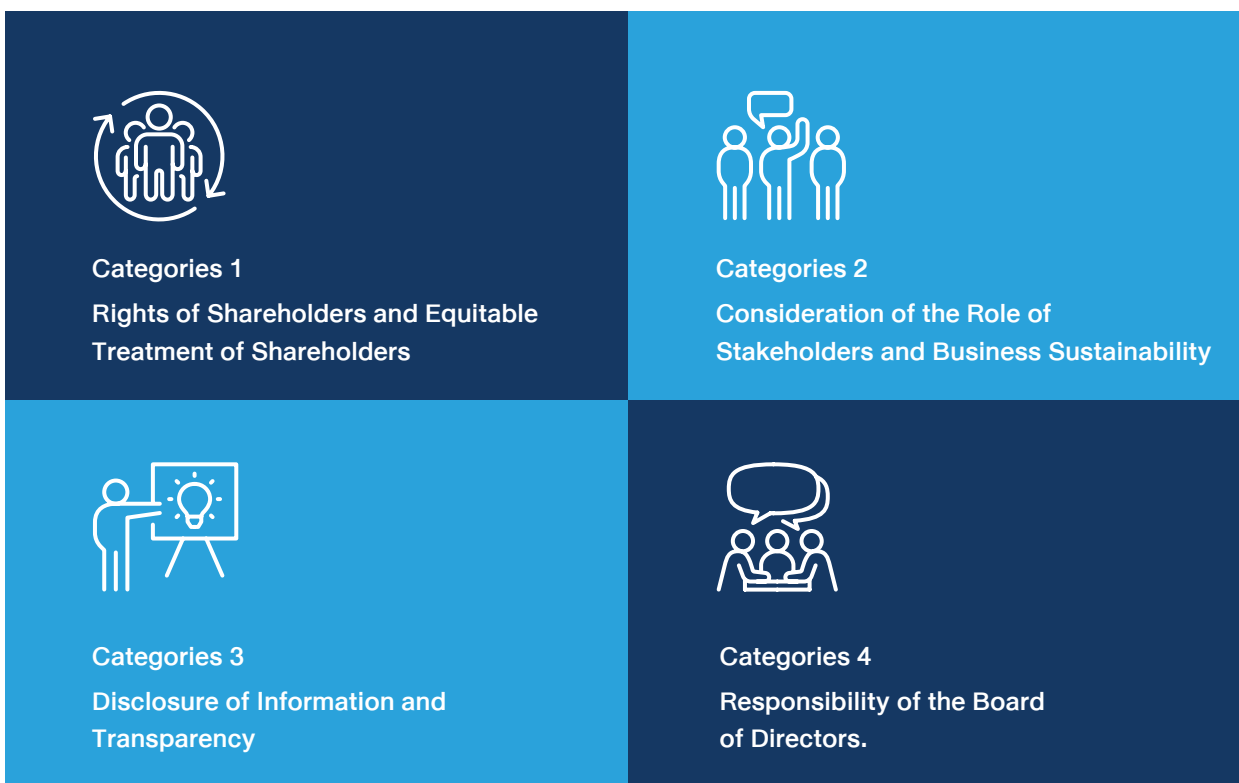 Categories 1
Rights of Shareholders and Equitable
Treatment of Shareholders
Categories 2
Consideration of the Role of
Stakeholders and Business Sustainability
Categories 3
Disclosure of Information and
Transparency
Categories 4
Responsibility of the Board
of Directors.